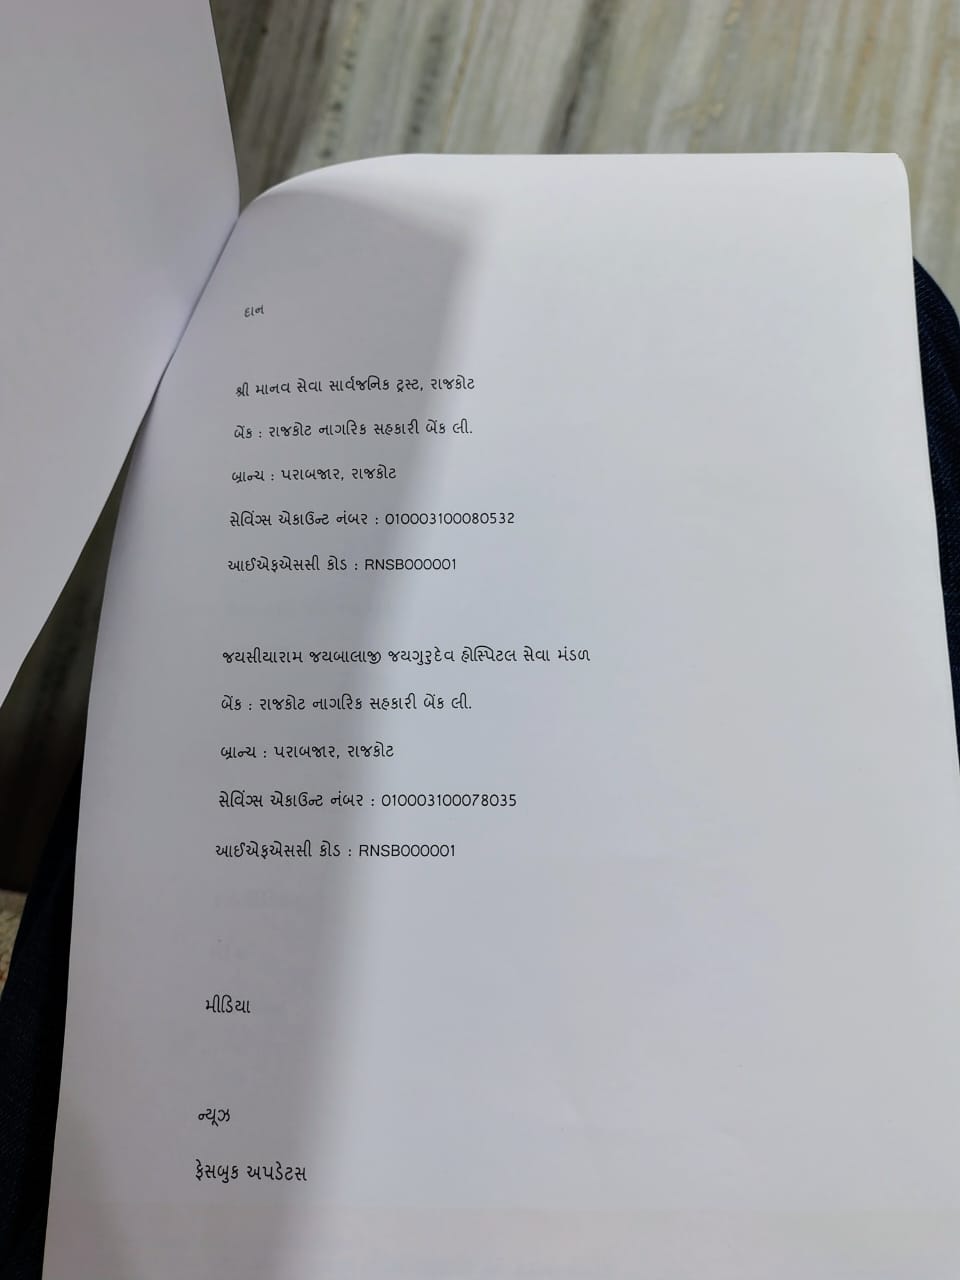 દાન
શ્રી માનવ સેવા સાર્વજનિક ટ્રસ્ટ, રાજકોટ
બેંક : રાજકોટ નાગરિક સહકારી બેંક લી.
બ્રાન્ચ : પરાબજાર, રાજકોટ
સેવિંગ્સ એકાઉન્ટ નંબર : 010003100080532
આઈએફએસસી કોડ : RNSB000001
જયસીયારામ જયબાલાજી જયગુરુદેવ હોસ્પિટલ સેવા મંડળ
બેંક : રાજકોટ નાગરિક સહકારી બેંક લી.
બ્રાન્ચ : પરાબજાર, રાજકોટ
સેવિંગ્સ એકાઉન્ટ નંબર : 010003100078035
આઈએફએસસી કોડ : RNSB000001
મીડિયા
ન્યૂઝ
ફેસબુક અપડેટસ